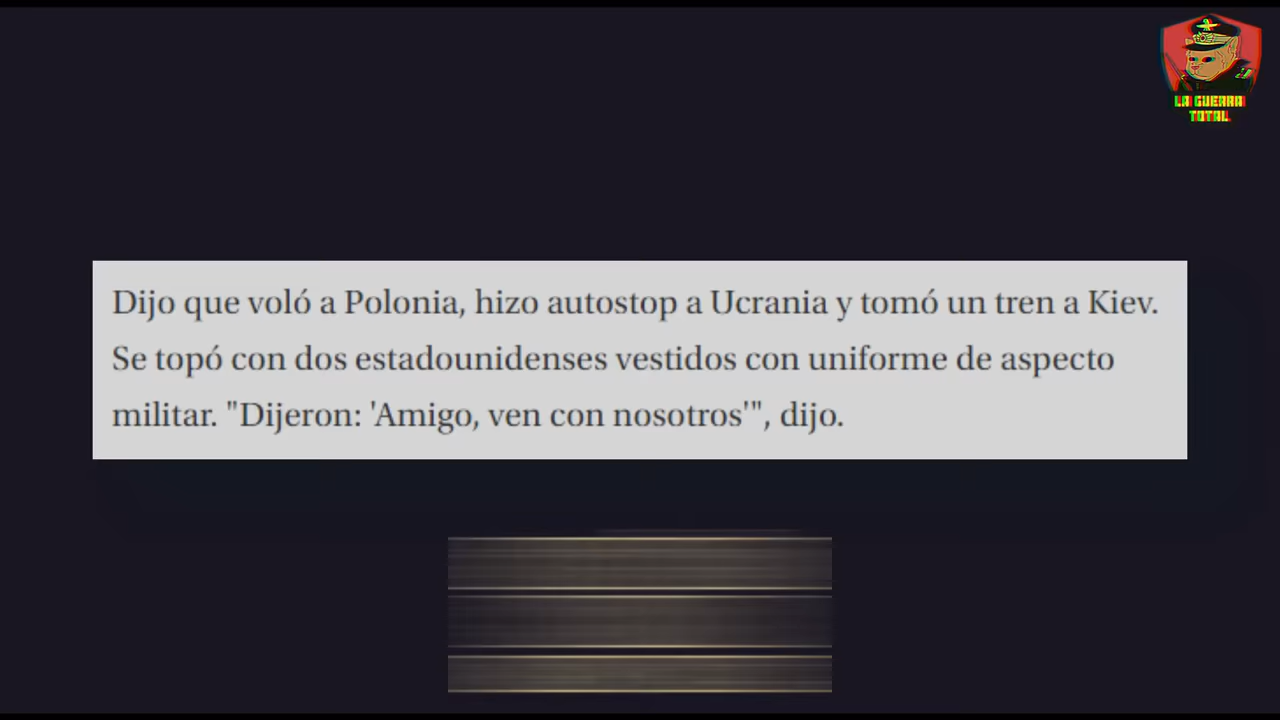 LA GUERRA
TOTAL
Dijo que voló a Polonia, hizo autostop a Ucrania y tomó un tren a Kiev.
Se topó con dos estadounidenses vestidos con uniforme de aspecto
militar. "Dijeron: 'Amigo, ven con nosotros'", dijo.